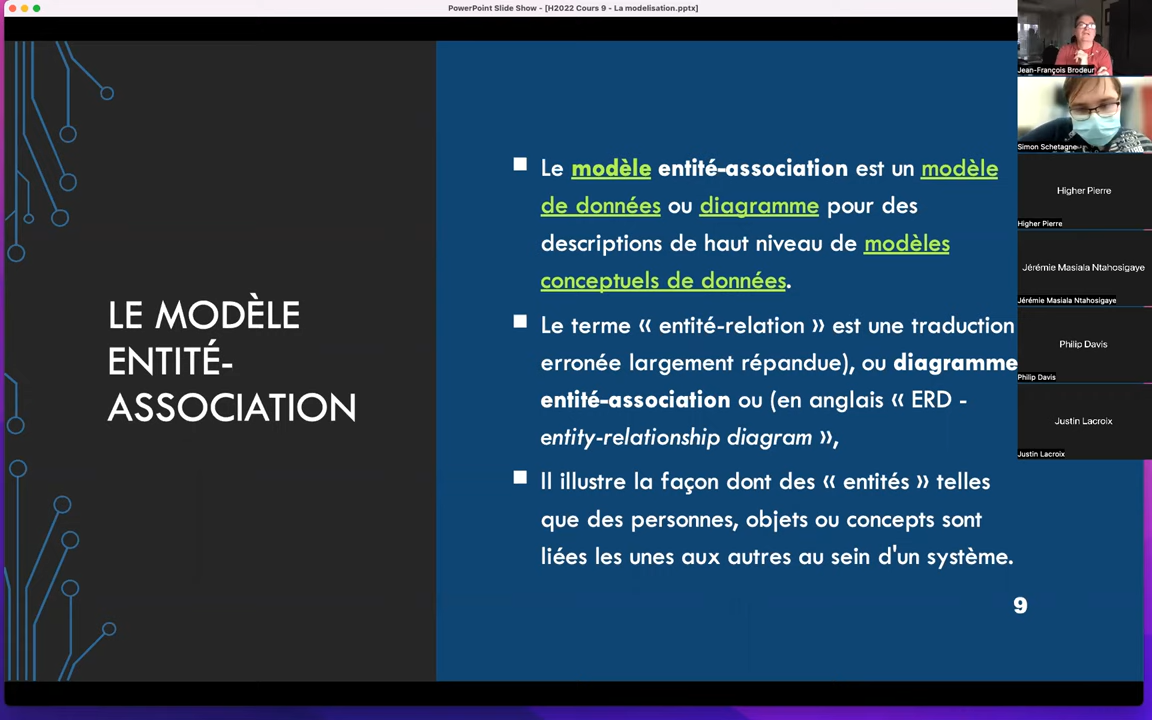 PowerPoint Slide Show - [H2022 Cours 9 - La modelisation.pptx]
LE MODÈLE
ENTITÉ-
ASSOCIATION
Le modèle entité-association est un modèle
de données ou diagramme pour des
descriptions de haut niveau de modèles
conceptuels de données.
Le terme « entité-relation » est une traduction
erronée largement répandue), ou diagramme
entité-association ou (en anglais « ERD -
entity-relationship diagram »,
Il illustre la façon dont des « entités » telles
que des personnes, objets ou concepts sont
liées les unes aux autres au sein d'un système.
9
Jean-François Brodeur
Simon Schetagne
Higher Pierre
Higher Pierre
Jérémie Masiala Ntahosigaye
Jérémie Masiala Ntahosigaye
Philip Davis
Philip Davis
Justin Lacroix
Justin Lacroix